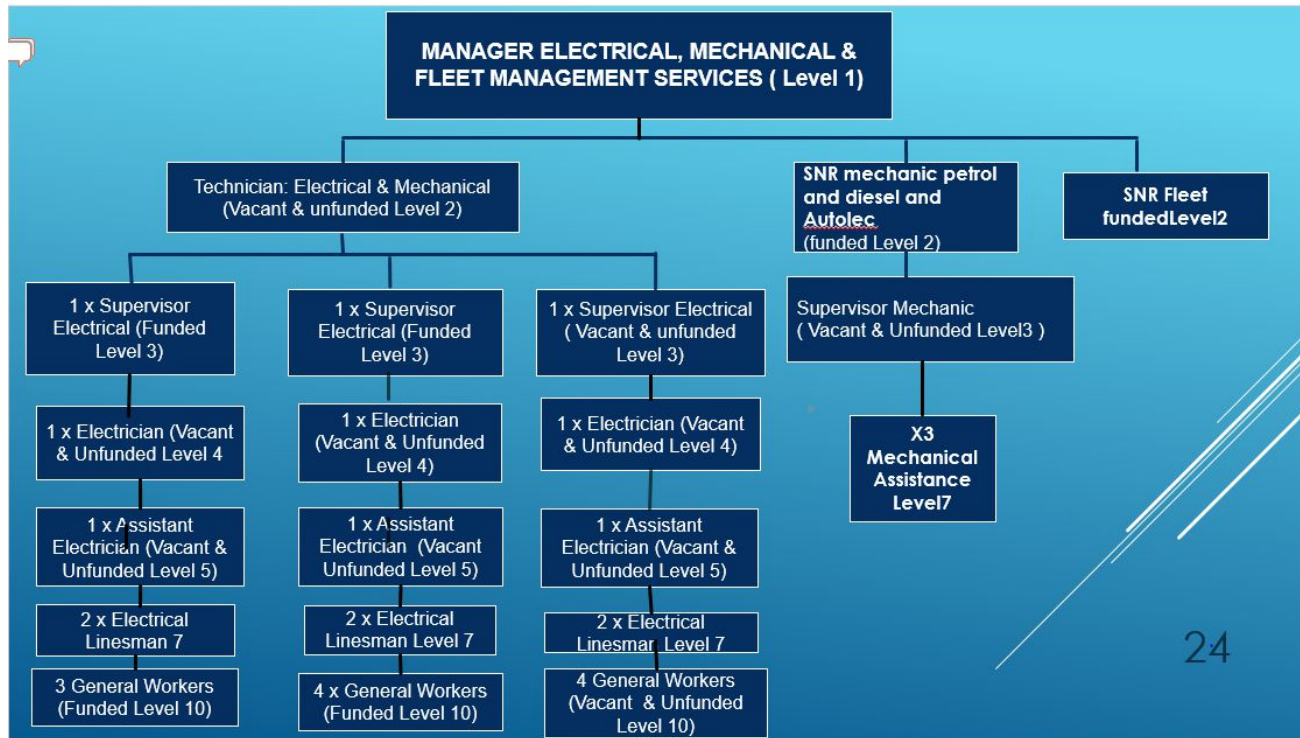 MANAGER ELECTRICAL, MECHANICAL &
FLEET MANAGEMENT SERVICES ( Level 1)
Technician: Electrical & Mechanical
(Vacant & unfunded Level 2)
SNR mechanic petrol
and diesel and
Autolec
(funded Level 2)
SNR Fleet
fundedLevel2
1 x Supervisor
Electrical (Funded
Level 3)
1 x Supervisor
Electrical (Funded
Level 3)
1 x Supervisor Electrical
( Vacant & unfunded
Level 3)
Supervisor Mechanic
( Vacant & Unfunded Level3 )
1 x Electrician (Vacant
& Unfunded Level 4
1 x Electrician
(Vacant & Unfunded
Level 4)
1 x Electrician (Vacant
& Unfunded Level 4)
X3
Mechanical
Assistance
Level7
1 x Assistant
Electrician (Vacant &
Unfunded Level 5)
1 x Assistant
Electrician (Vacant
Unfunded Level 5)
1 x Assistant
Electrician (Vacant &
Unfunded Level 5)
2 x Electrical
Linesman 7
2 x Electrical
Linesman Level 7
2 x Electrical
Linesman Level 7
3 General Workers
(Funded Level 10)
4 x General Workers
(Funded Level 10)
4 General Workers
(Vacant & Unfunded
Level 10)
24